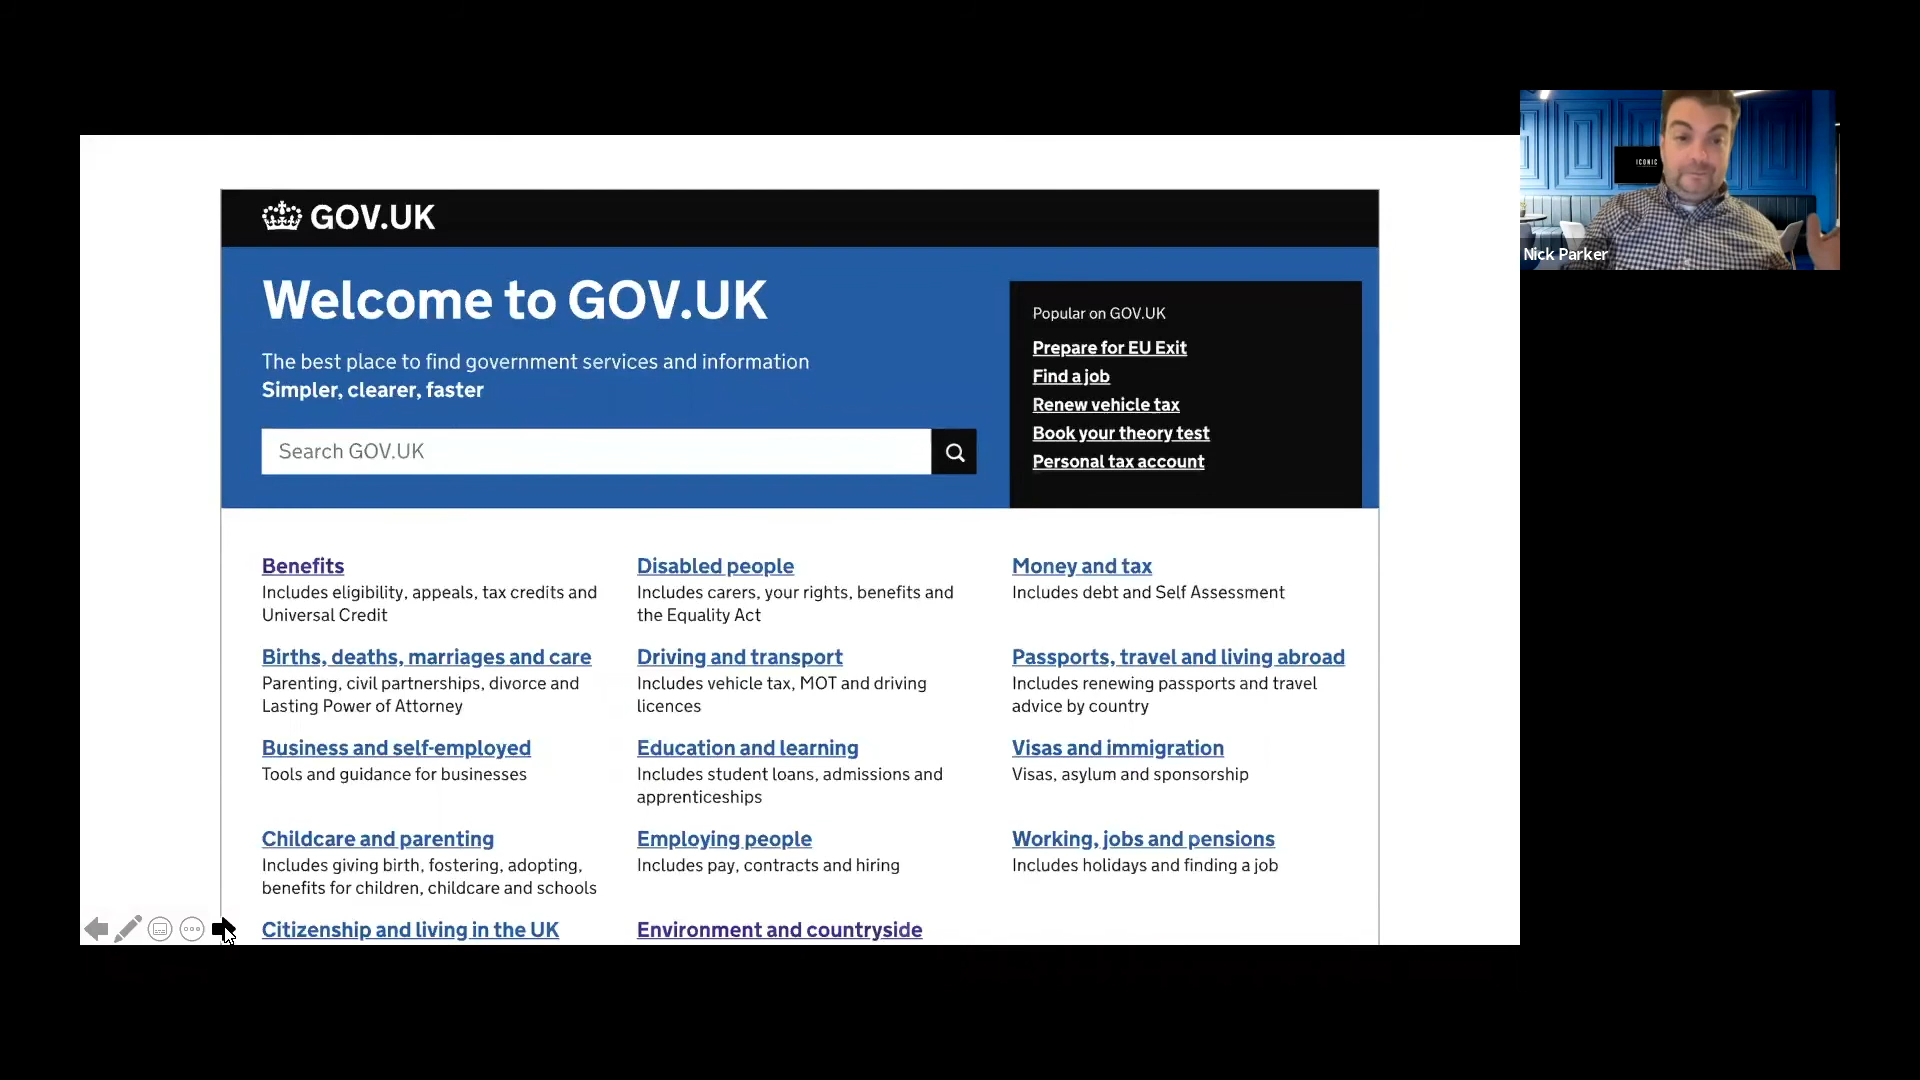 GOV.UK
Welcome to GOV.UK
The best place to find government services and information
Simpler, clearer, faster
Search GOV.UK
Popular on GOV.UK
Prepare for EU Exit
Find a job
Renew vehicle tax
Book your theory test
Personal tax account
Benefits
Includes eligibility, appeals, tax credits and
Universal Credit
Births, deaths, marriages and care
Parenting, civil partnerships, divorce and
Lasting Power of Attorney
Business and self-employed
Tools and guidance for businesses
Childcare and parenting
Includes giving birth, fostering, adopting,
benefits for children, childcare and schools
Citizenship and living in the UK
Disabled people
Includes carers, your rights, benefits and
the Equality Act
Driving and transport
Includes vehicle tax, MOT and driving
licences
Education and learning
Includes student loans, admissions and
apprenticeships
Employing people
Includes pay, contracts and hiring
Environment and countryside
Money and tax
Includes debt and Self Assessment
Passports, travel and living abroad
Includes renewing passports and travel
advice by country
Visas and immigration
Visas, asylum and sponsorship
Working, jobs and pensions
Includes holidays and finding a job
ICONIC
Nick Parker